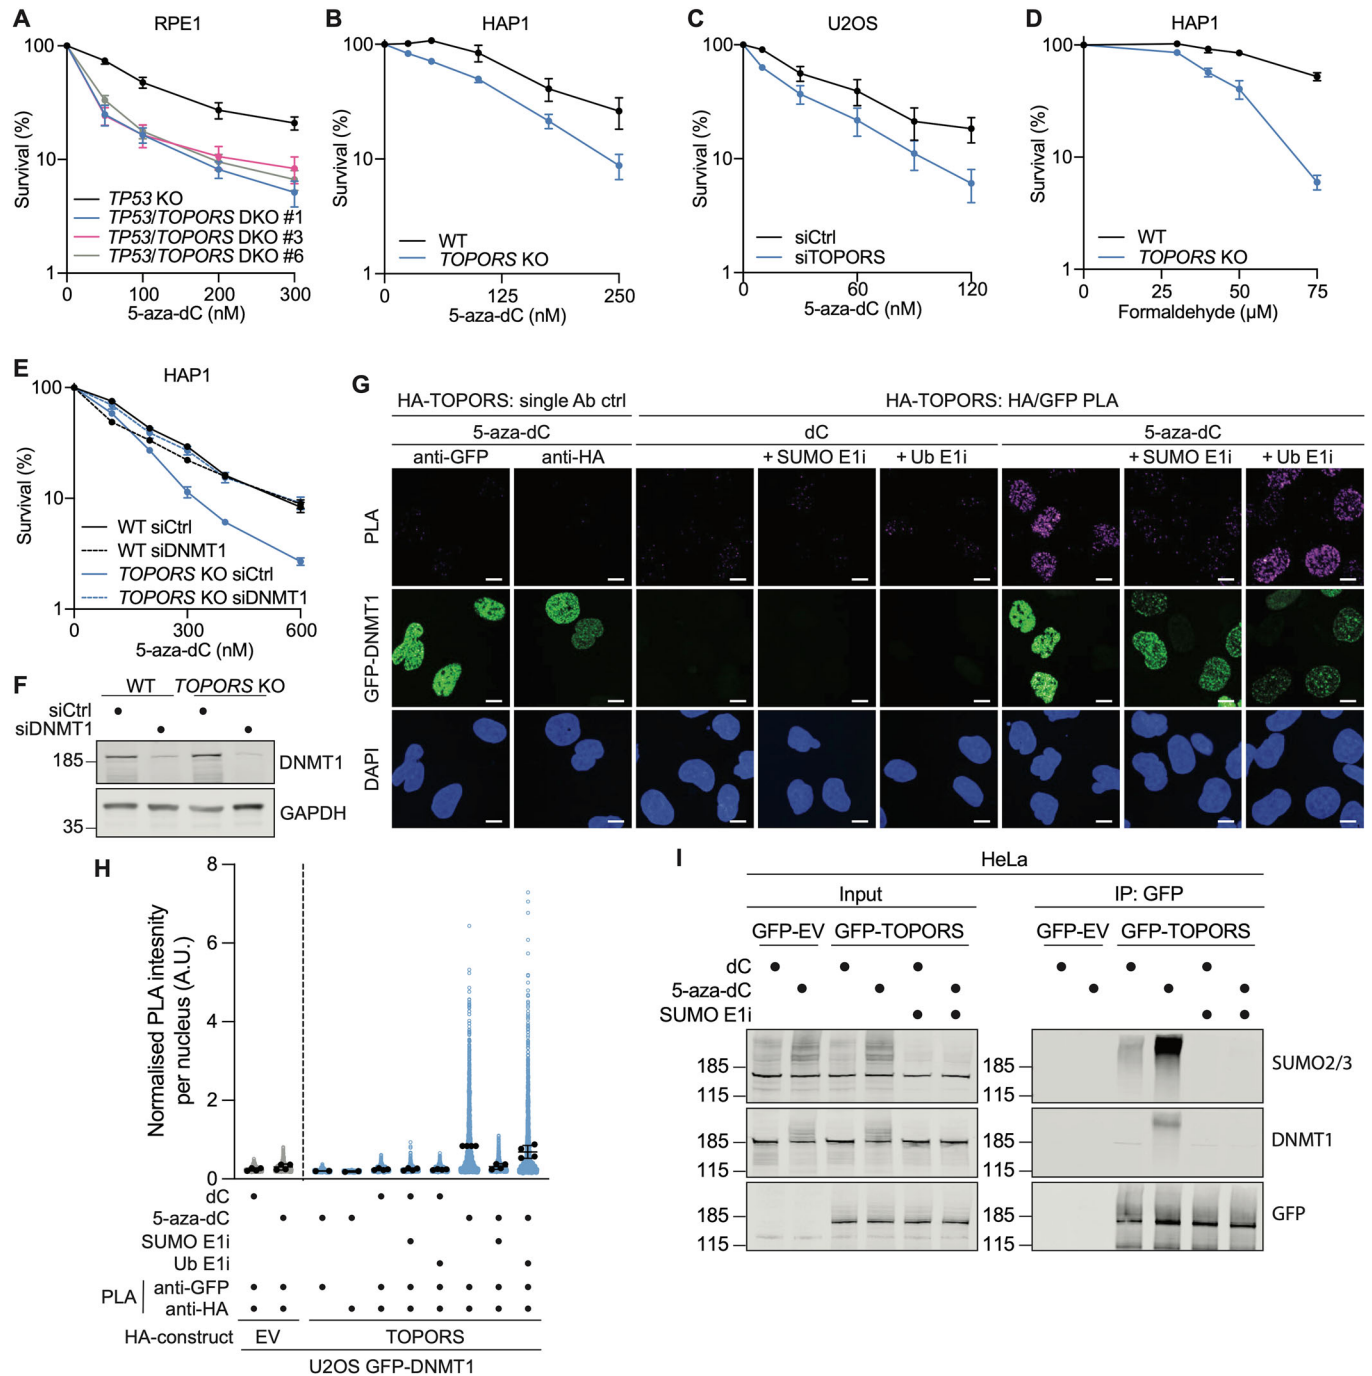 A
RPE1
Survival (%)
100
10
1
0
100
200
300
5-aza-dC (nM)
TP53 KO
TP53/TOPORS DKO #1
TP53/TOPORS DKO #3
TP53/TOPORS DKO #6
B
HAP1
Survival (%)
100
10
1
0
125
250
5-aza-dC (nM)
WT
TOPORS KO
C
U2OS
Survival (%)
100
10
1
0
60
120
5-aza-dC (nM)
siCtrl
siTOPORS
D
HAP1
Survival (%)
100
10
1
0
25
50
75
Formaldehyde (µM)
WT
TOPORS KO
E
HAP1
Survival (%)
100
10
1
0
300
600
5-aza-dC (nM)
WT siCtrl
WT siDNMT1
TOPORS KO siCtrl
TOPORS KO siDNMT1
F
WT TOPORS KO
siCtrl
siDNMT1
185
DNMT1
35
GAPDH
G
HA-TOPORS: single Ab ctrl
HA-TOPORS: HA/GFP PLA
5-aza-dC
dC
5-aza-dC
anti-GFP
anti-HA
+ SUMO E1i
+ Ub E1i
+ SUMO E1i
+ Ub E1i
PLA
GFP-DNMT1
DAPI
H
Normalised PLA intesnity
per nucleus (A.U.)
8
6
4
2
0
dC
5-aza-dC
SUMO E1i
Ub E1i
PLA
anti-GFP
anti-HA
HA-construct
EV
TOPORS
U2OS GFP-DNMT1
I
HeLa
Input
IP: GFP
GFP-EV
GFP-TOPORS
GFP-EV
GFP-TOPORS
dC
5-aza-dC
SUMO E1i
185
115
185
115
SUMO2/3
185
115
185
115
DNMT1
185
115
185
115
GFP